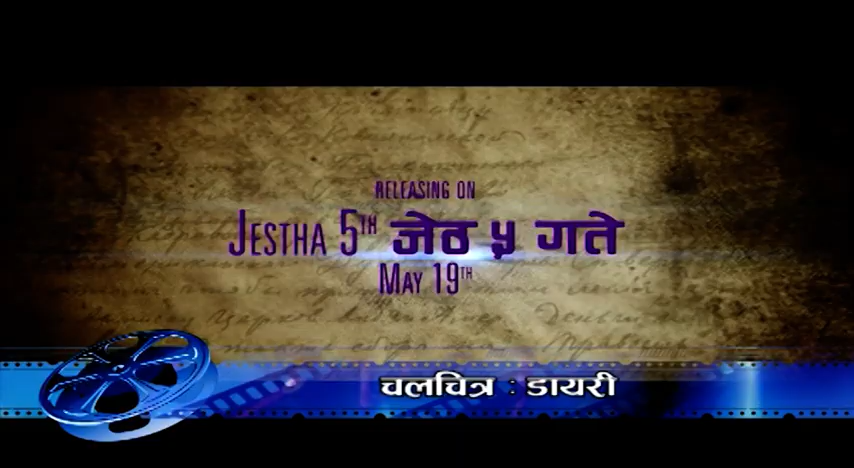 RELEASING ON
JESTHA 5TH जेठ ५ गते
MAY 19TH
चलचित्र : डायरी